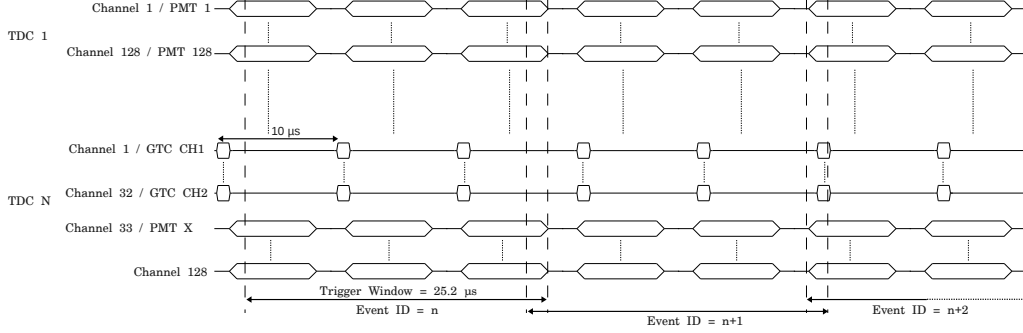 Channel 1 / PMT 1
TDC 1
Channel 128 / PMT 128
10 µs
Channel 1 / GTC CH1
Channel 32 / GTC CH2
TDC N
Channel 33 / PMT X
Channel 128
Trigger Window = 25.2 µs
Event ID = n
Event ID = n+1
Event ID = n+2